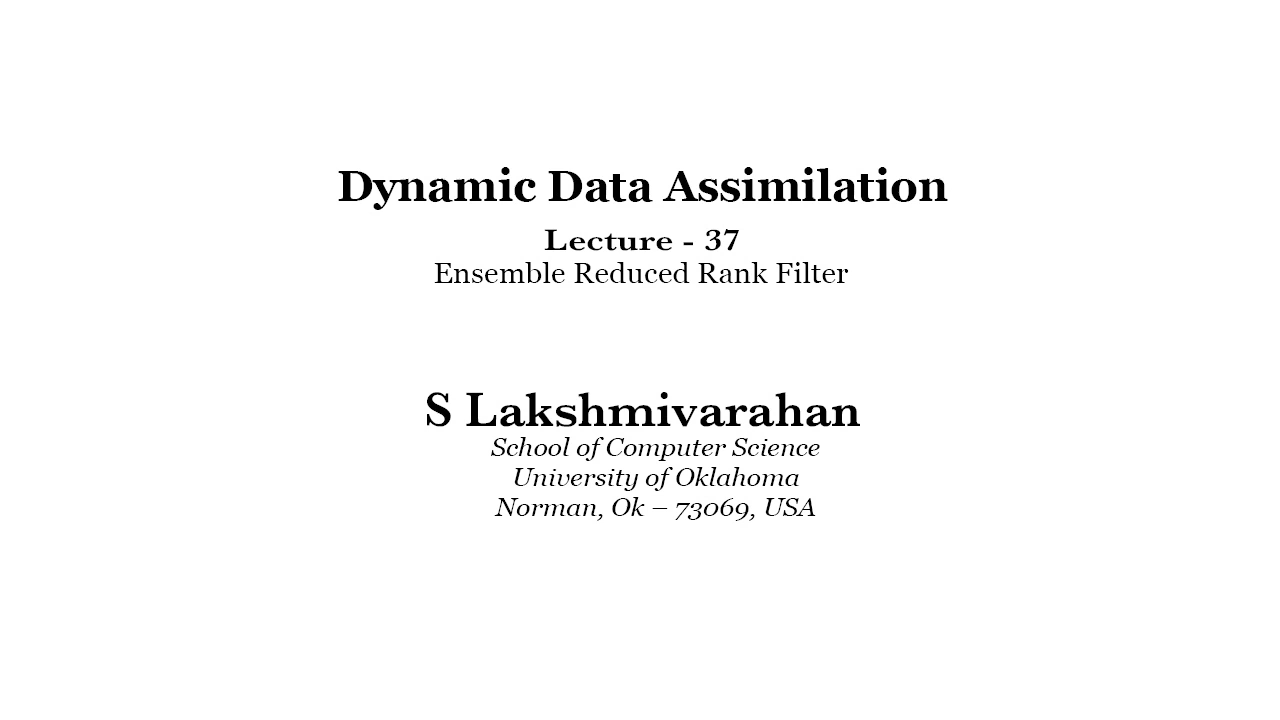 Dynamic Data Assimilation
Lecture - 37
Ensemble Reduced Rank Filter
S Lakshmivarahan
School of Computer Science
University of Oklahoma
Norman, Ok – 73069, USA